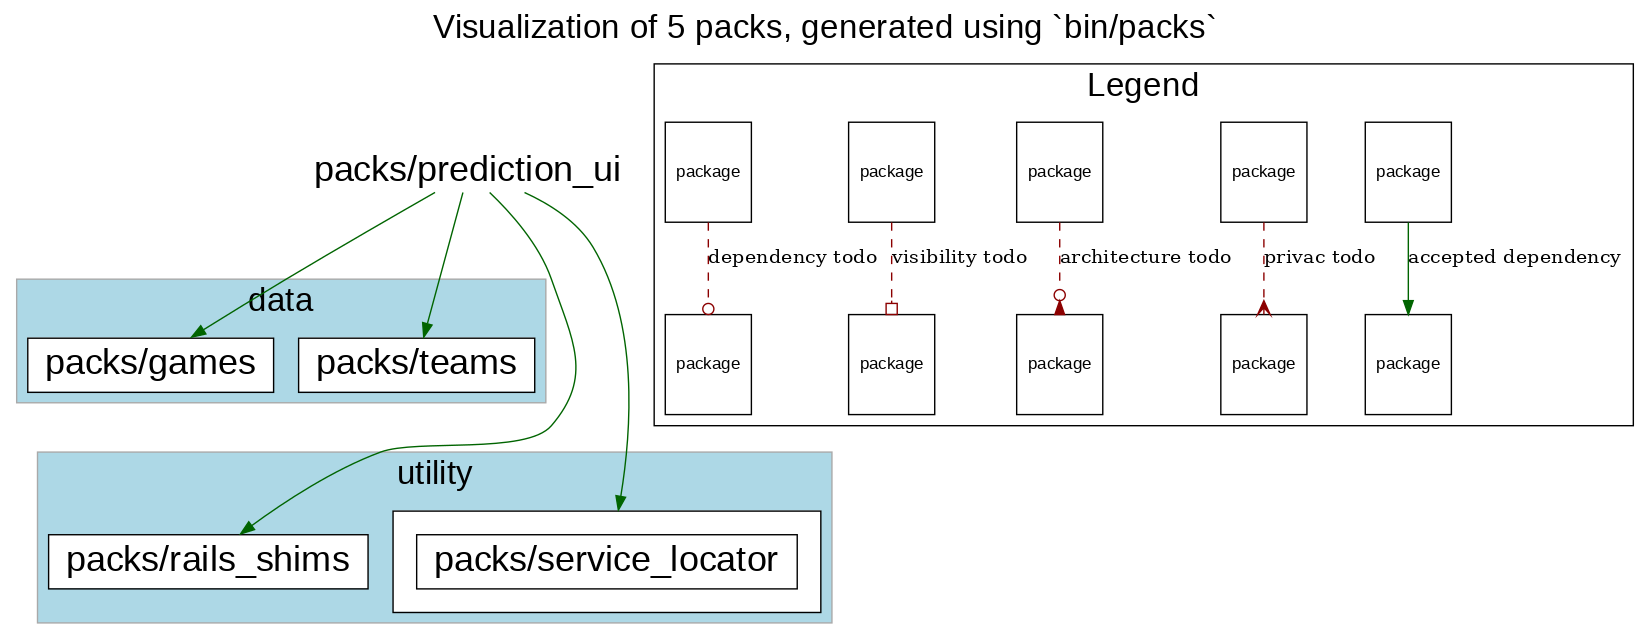 Visualization of 5 packs, generated using `bin/packs`
Legend
packs/prediction_ui
package
package
package
package
package
dependency todo
visibility todo
architecture todo
privac todo
accepted dependency
data
packs/games
packs/teams
package
package
package
package
package
utility
packs/rails_shims
packs/service_locator